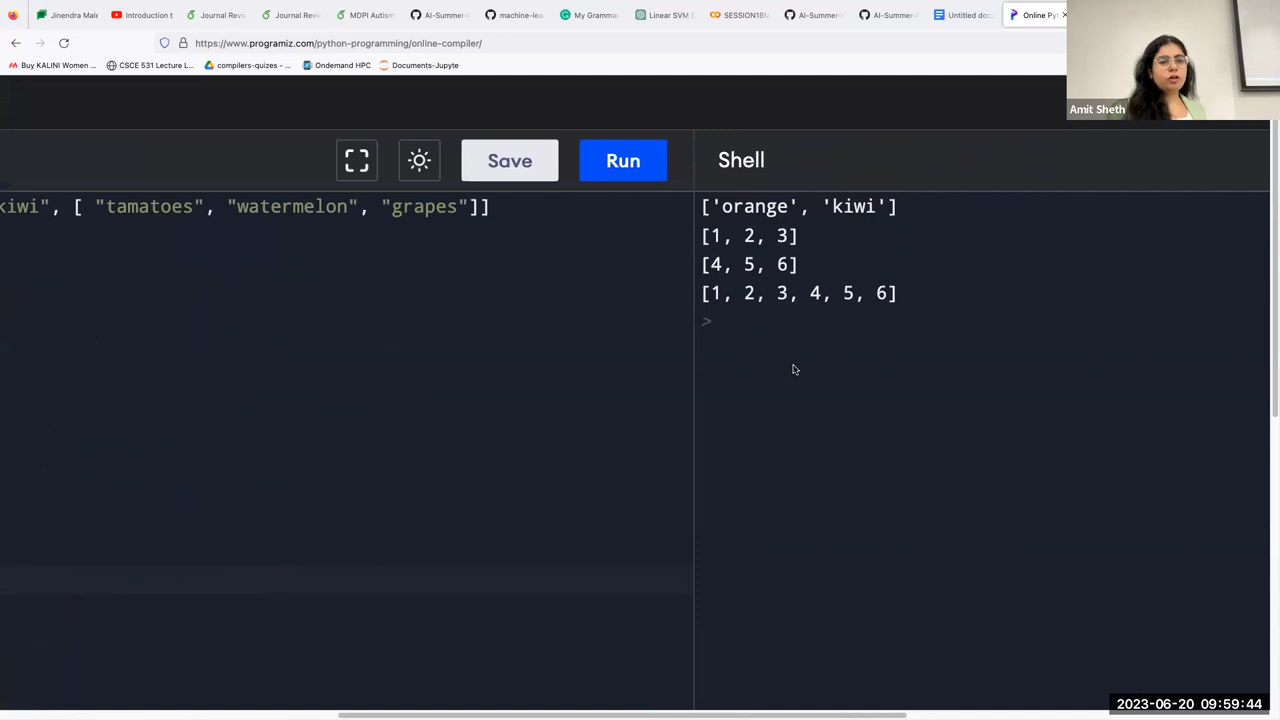 Jinendra Male
Introduction t
Journal Revi
Journal Revi
MDPI Autism
AI-Summer-
machine-lea
My Grammar
Linear SVM E
SESSION1BM
AI-Summer-
AI-Summer-
Untitled doc
Online Py
https://www.programiz.com/python-programming/online-compiler/
Buy KALINI Women ...
CSCE 531 Lecture L...
compilers-quizes - ...
Ondemand HPC
Documents-Jupyte
Amit Sheth
Save
Run
Shell
kiwi", [ "tamatoes", "watermelon", "grapes"]]
['orange', 'kiwi']
[1, 2, 3]
[4, 5, 6]
[1, 2, 3, 4, 5, 6]
>
2023-06-20 09:59:44